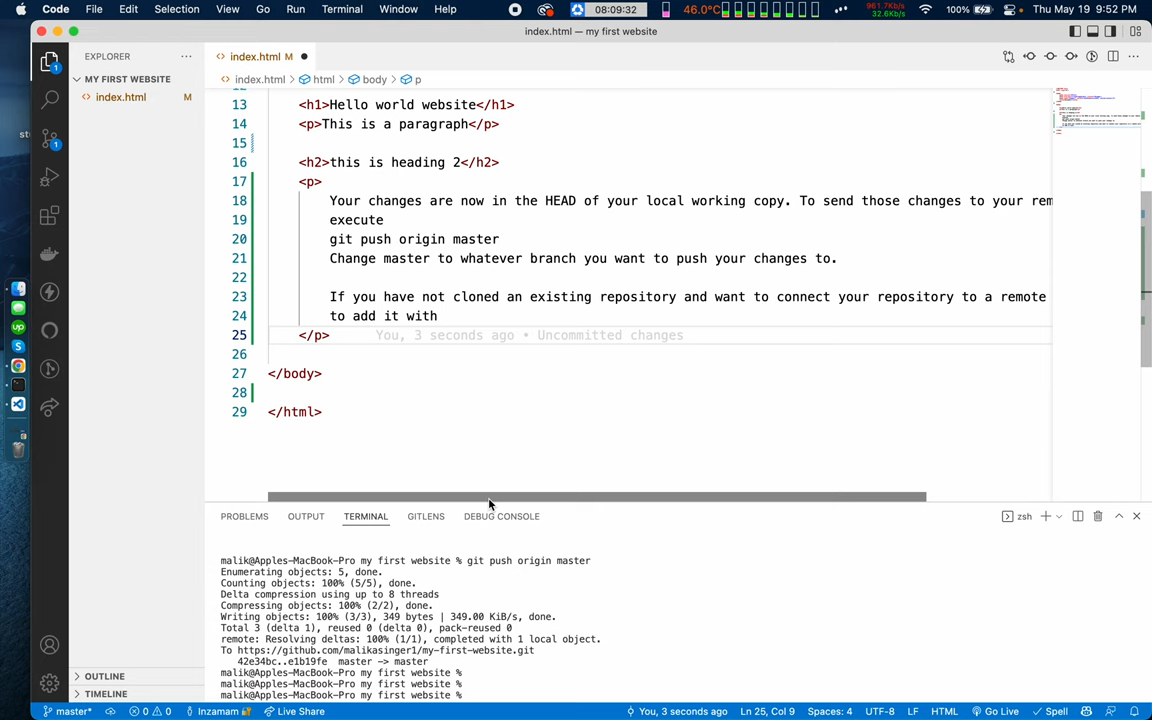 Code File Edit Selection View Go Run Terminal Window Help 08:09:32 46.0°C 961.7Kb/s 32.6Kb/s 100% Thu May 19 9:52 PM
index.html — my first website
EXPLORER
index.html M
MY FIRST WEBSITE
index.html > html > body > p
index.html M
13 <h1>Hello world website</h1>
14 <p>This is a paragraph</p>
15
16 <h2>this is heading 2</h2>
17 <p>
18 Your changes are now in the HEAD of your local working copy. To send those changes to your rem
19 execute
20 git push origin master
21 Change master to whatever branch you want to push your changes to.
22
23 If you have not cloned an existing repository and want to connect your repository to a remote
24 to add it with
25 </p> You, 3 seconds ago • Uncommitted changes
26
27 </body>
28
29 </html>
PROBLEMS OUTPUT TERMINAL GITLENS DEBUG CONSOLE zsh
malik@Apples-MacBook-Pro my first website % git push origin master
Enumerating objects: 5, done.
Counting objects: 100% (5/5), done.
Delta compression using up to 8 threads
Compressing objects: 100% (2/2), done.
Writing objects: 100% (3/3), 349 bytes | 349.00 KiB/s, done.
Total 3 (delta 1), reused 0 (delta 0), pack-reused 0
remote: Resolving deltas: 100% (1/1), completed with 1 local object.
To https://github.com/malikasinger1/my-first-website.git
42e34bc..e1b19fe master -> master
malik@Apples-MacBook-Pro my first website %
malik@Apples-MacBook-Pro my first website %
malik@Apples-MacBook-Pro my first website %
OUTLINE
TIMELINE
master* 0 0 Inzamam Live Share You, 3 seconds ago Ln 25, Col 9 Spaces: 4 UTF-8 LF HTML Go Live Spell